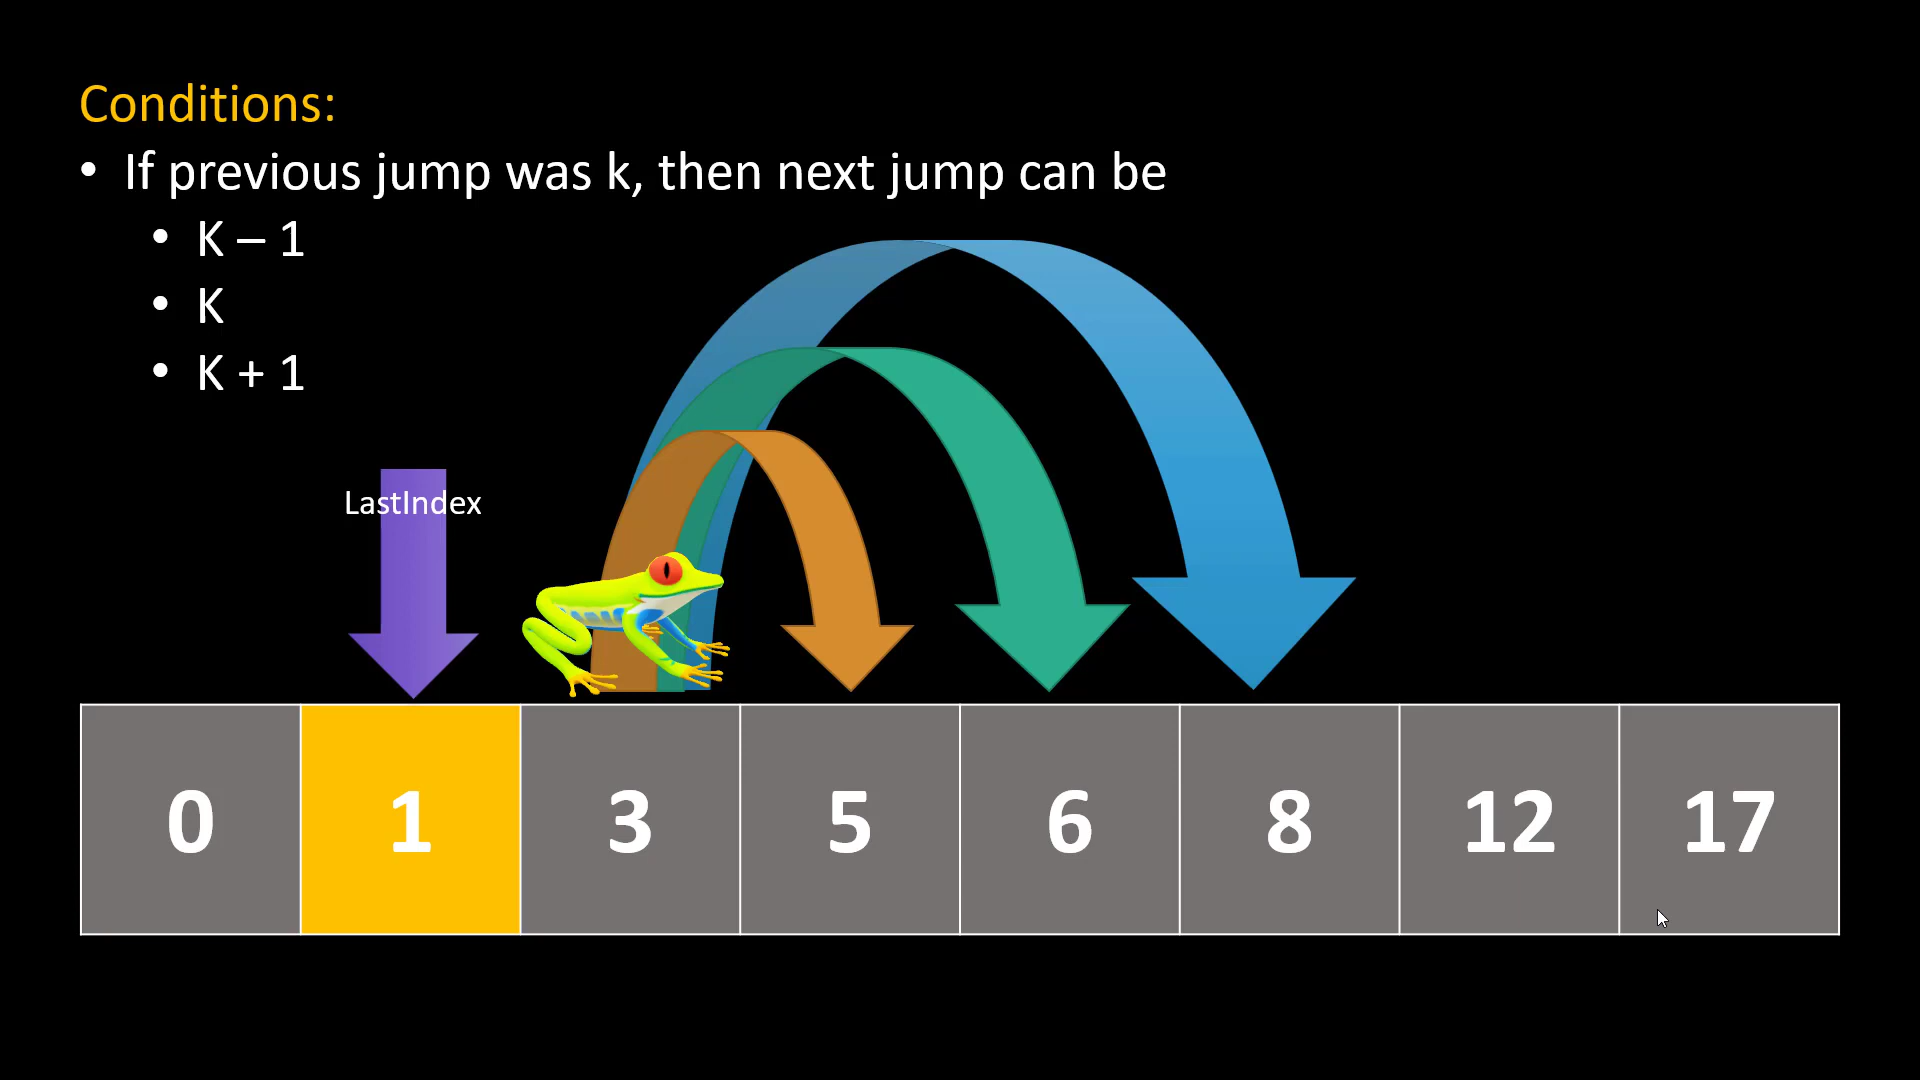 Conditions:
• If previous jump was k, then next jump can be
• K – 1
• K
• K + 1
LastIndex
0 1 3 5 6 8 12 17